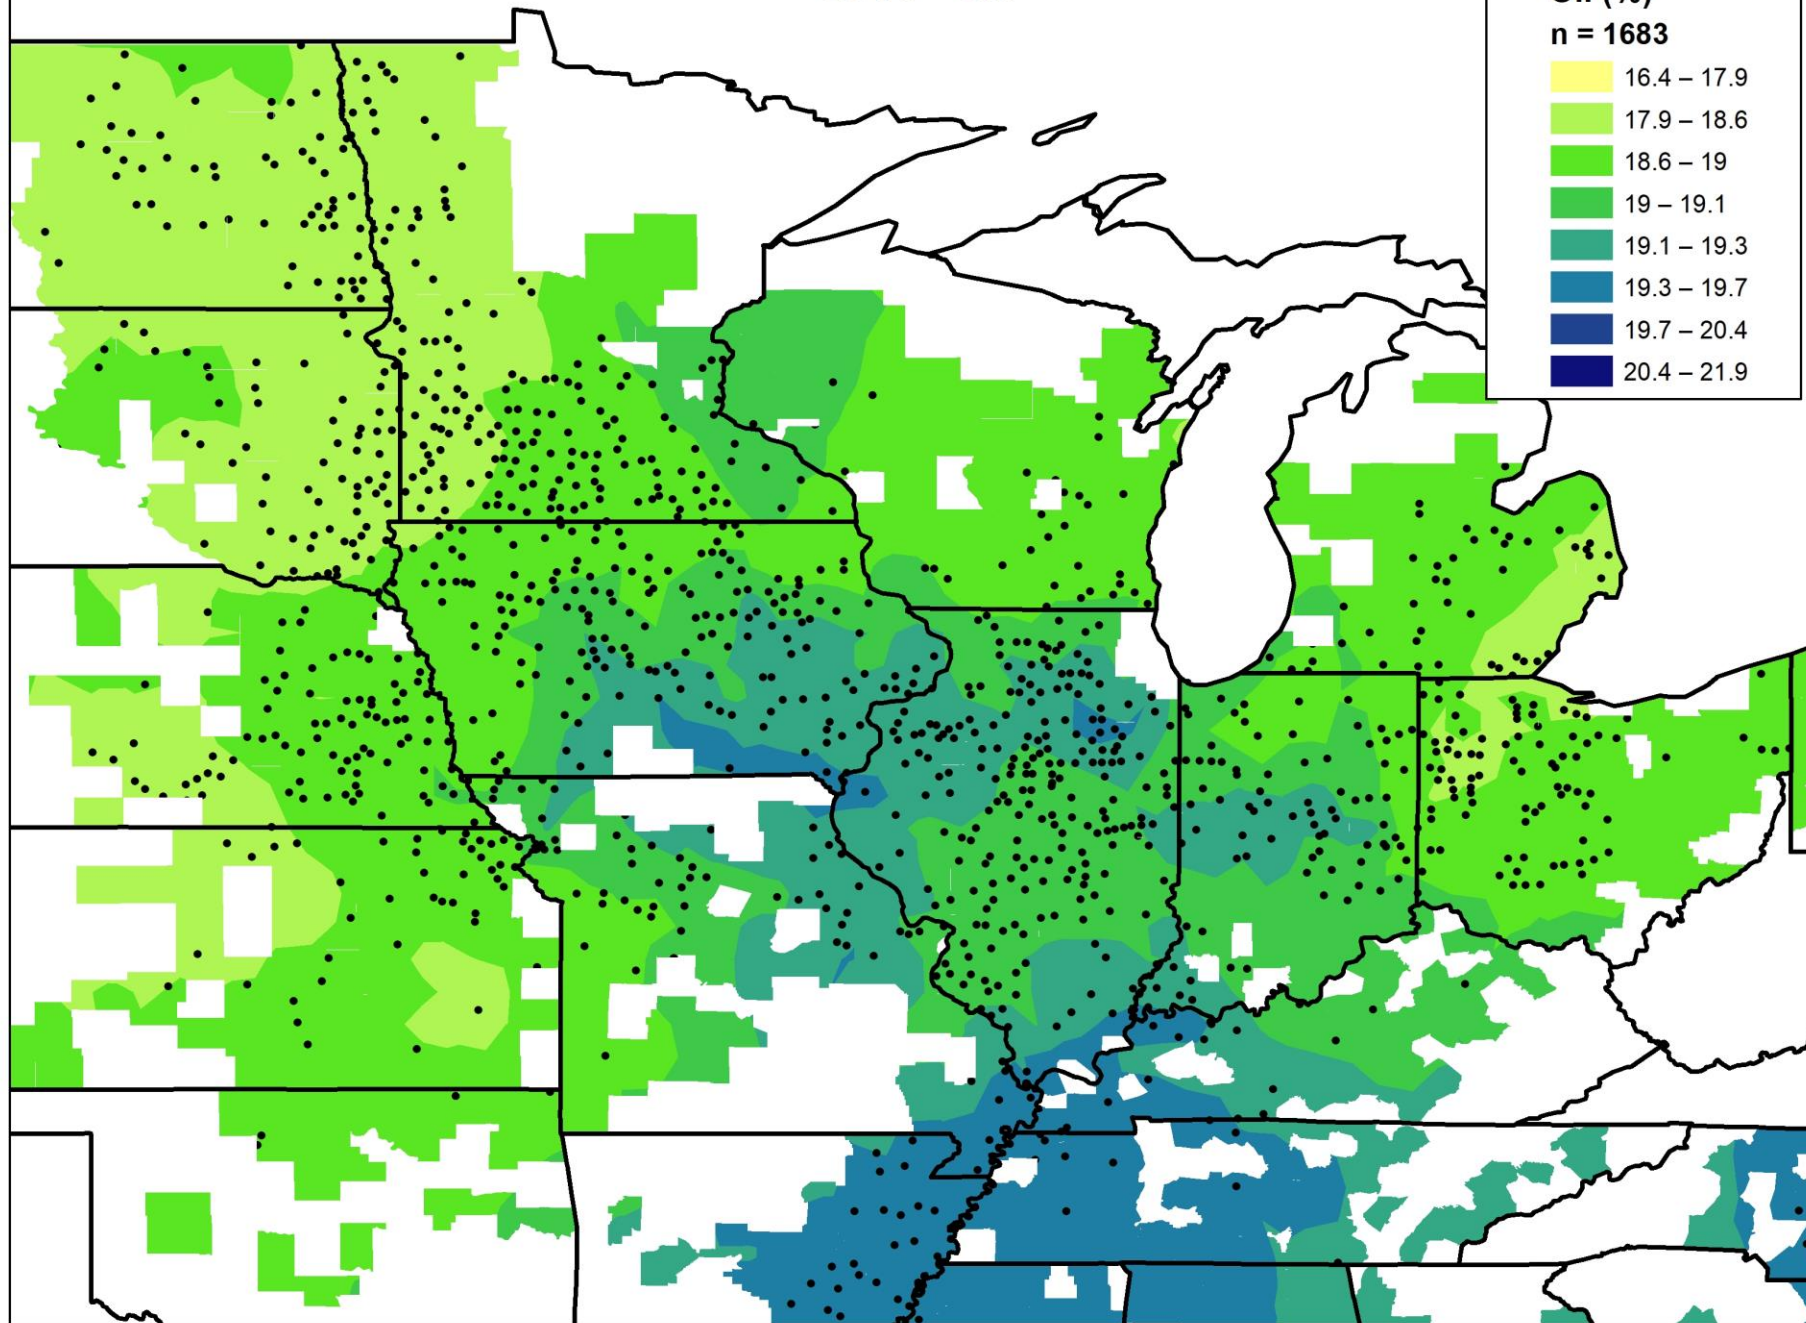 n = 1683
16.4 – 17.9
17.9 – 18.6
18.6 – 19
19 – 19.1
19.1 – 19.3
19.3 – 19.7
19.7 – 20.4
20.4 – 21.9